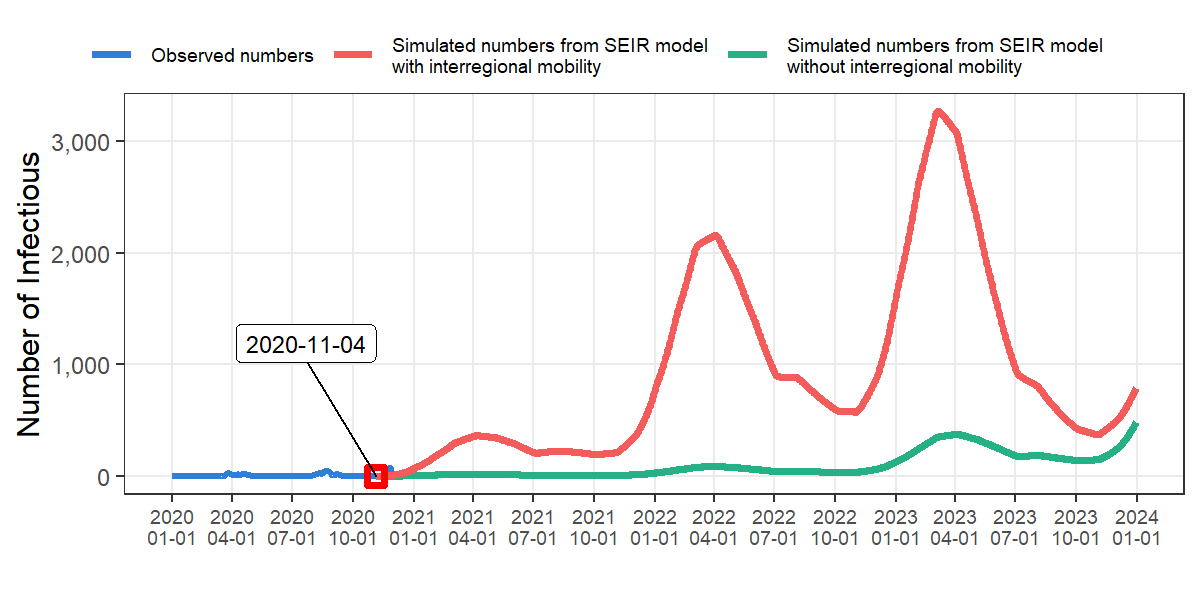 Observed numbers
Simulated numbers from SEIR model
with interregional mobility
Simulated numbers from SEIR model
without interregional mobility
Number of Infectious
3,000
2,000
1,000
0
2020-11-04
2020 2020 2020 2020 2021 2021 2021 2021 2022 2022 2022 2022 2023 2023 2023 2023 2024
01-01 04-01 07-01 10-01 01-01 04-01 07-01 10-01 01-01 04-01 07-01 10-01 01-01 04-01 07-01 10-01 01-01